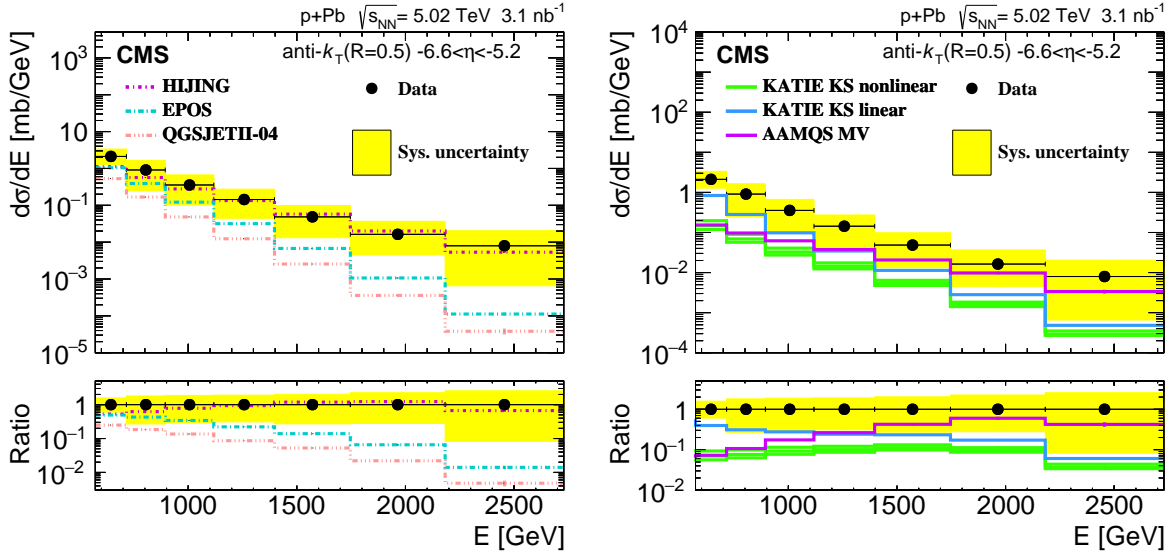 p+Pb √s_NN = 5.02 TeV 3.1 nb⁻¹
CMS
anti-k_T(R=0.5) -6.6<η<-5.2
HIJING
EPOS
QGSJETII-04
Data
Sys. uncertainty
dσ/dE [mb/GeV]
10³
10
1
10⁻¹
10⁻³
10⁻⁵
Ratio
1
10⁻¹
10⁻²
1000 1500 2000 2500
E [GeV]
p+Pb √s_NN = 5.02 TeV 3.1 nb⁻¹
CMS
anti-k_T(R=0.5) -6.6<η<-5.2
KATIE KS nonlinear
KATIE KS linear
AAMQS MV
Data
Sys. uncertainty
dσ/dE [mb/GeV]
10⁴
10²
1
10⁻²
10⁻⁴
Ratio
1
10⁻¹
10⁻²
1000 1500 2000 2500
E [GeV]